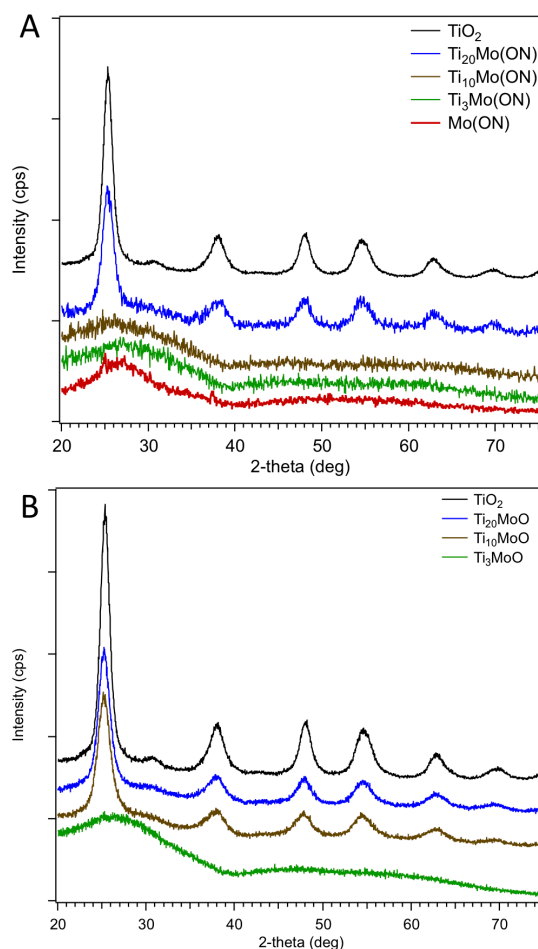 A
TiO₂
Ti₂₀Mo(ON)
Ti₁₀Mo(ON)
Ti₃Mo(ON)
Mo(ON)
Intensity (cps)
20 30 40 50 60 70
2-theta (deg)
B
TiO₂
Ti₂₀MoO
Ti₁₀MoO
Ti₃MoO
Intensity (cps)
20 30 40 50 60 70
2-theta (deg)